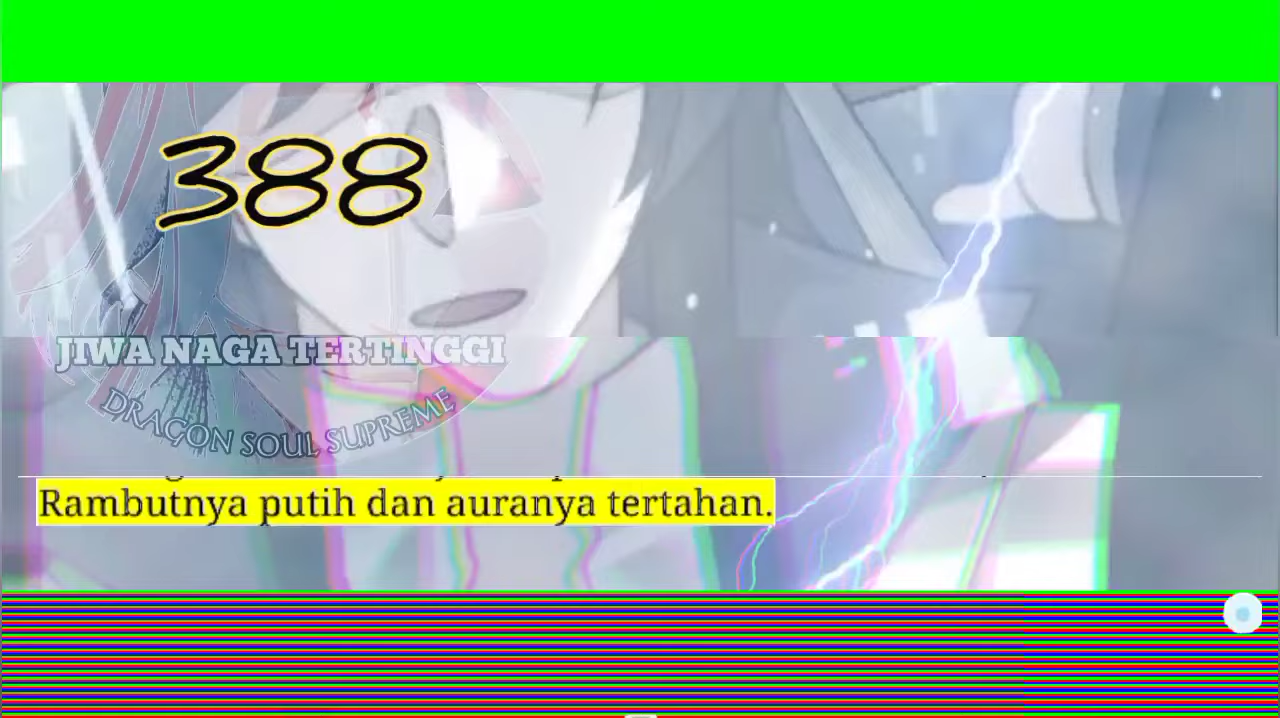 388
JIWA NAGA TERTINGGI
DRAGON SOUL SUPREME
Rambutnya putih dan auranya tertahan.